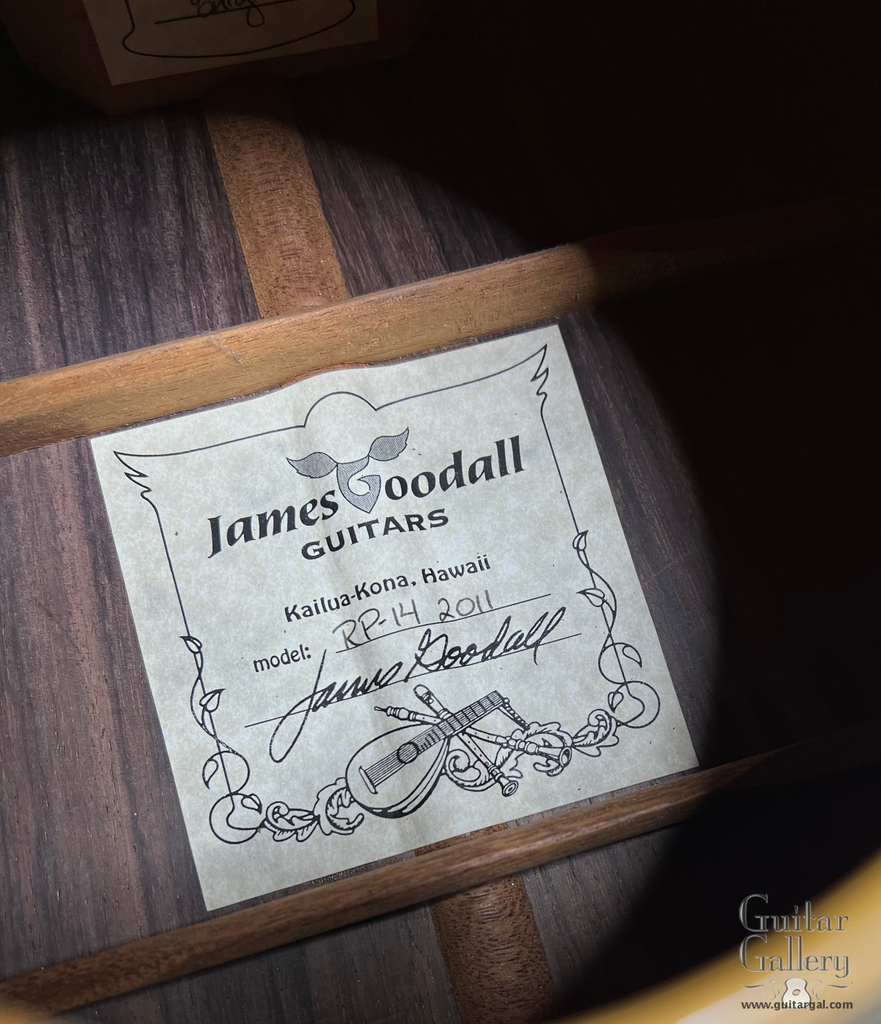 James Goodall
GUITARS
Kailua-Kona, Hawaii
model: RP-14 2011
James Goodall
Guitar
Gallery
www.guitargal.com